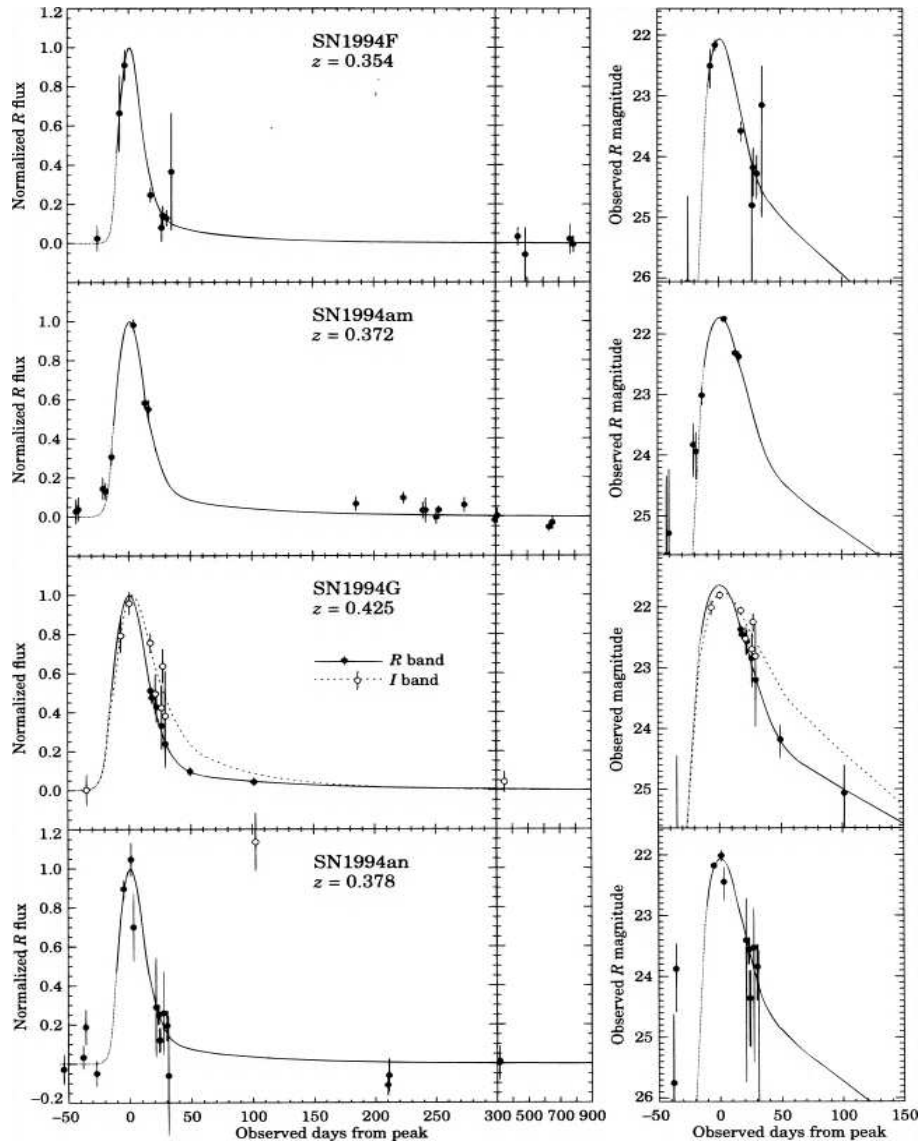 SN1994F
z = 0.354
Normalized R flux
1.0
0.8
0.6
0.4
0.2
0.0
Observed R magnitude
22
23
24
25
26
SN1994am
z = 0.372
Normalized R flux
1.0
0.8
0.6
0.4
0.2
0.0
Observed R magnitude
22
23
24
25
SN1994G
z = 0.425
R band
I band
Normalized flux
1.0
0.8
0.6
0.4
0.2
0.0
Observed magnitude
22
23
24
25
SN1994an
z = 0.378
Normalized R flux
1.2
1.0
0.8
0.6
0.4
0.2
-0.2
Observed R magnitude
22
23
24
25
26
-50 0 50 100 150 200 250 300 500 700 900
Observed days from peak
-50 0 50 100 150
Observed days from peak